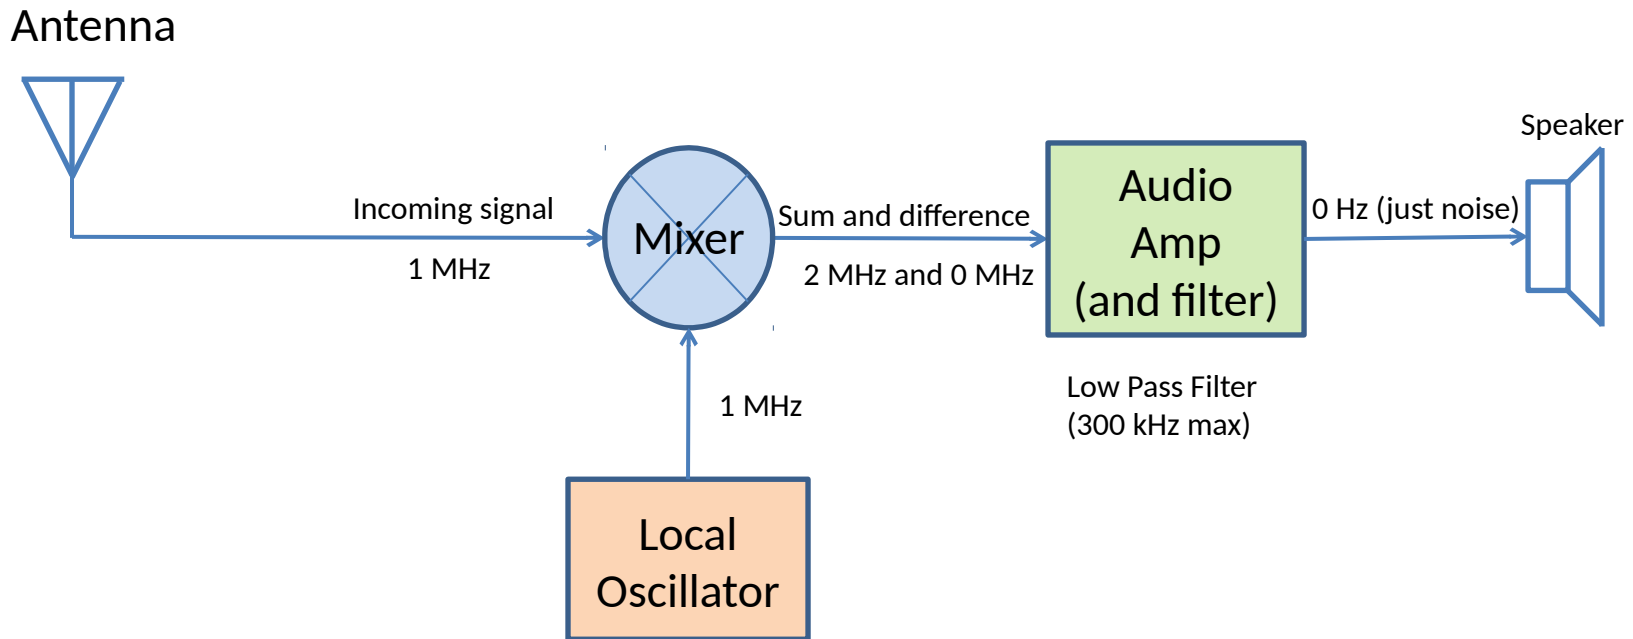 Antenna
Speaker
Incoming signal
1 MHz
Mixer
Sum and difference
2 MHz and 0 MHz
Audio
Amp
(and filter)
0 Hz (just noise)
Low Pass Filter
(300 kHz max)
1 MHz
Local
Oscillator